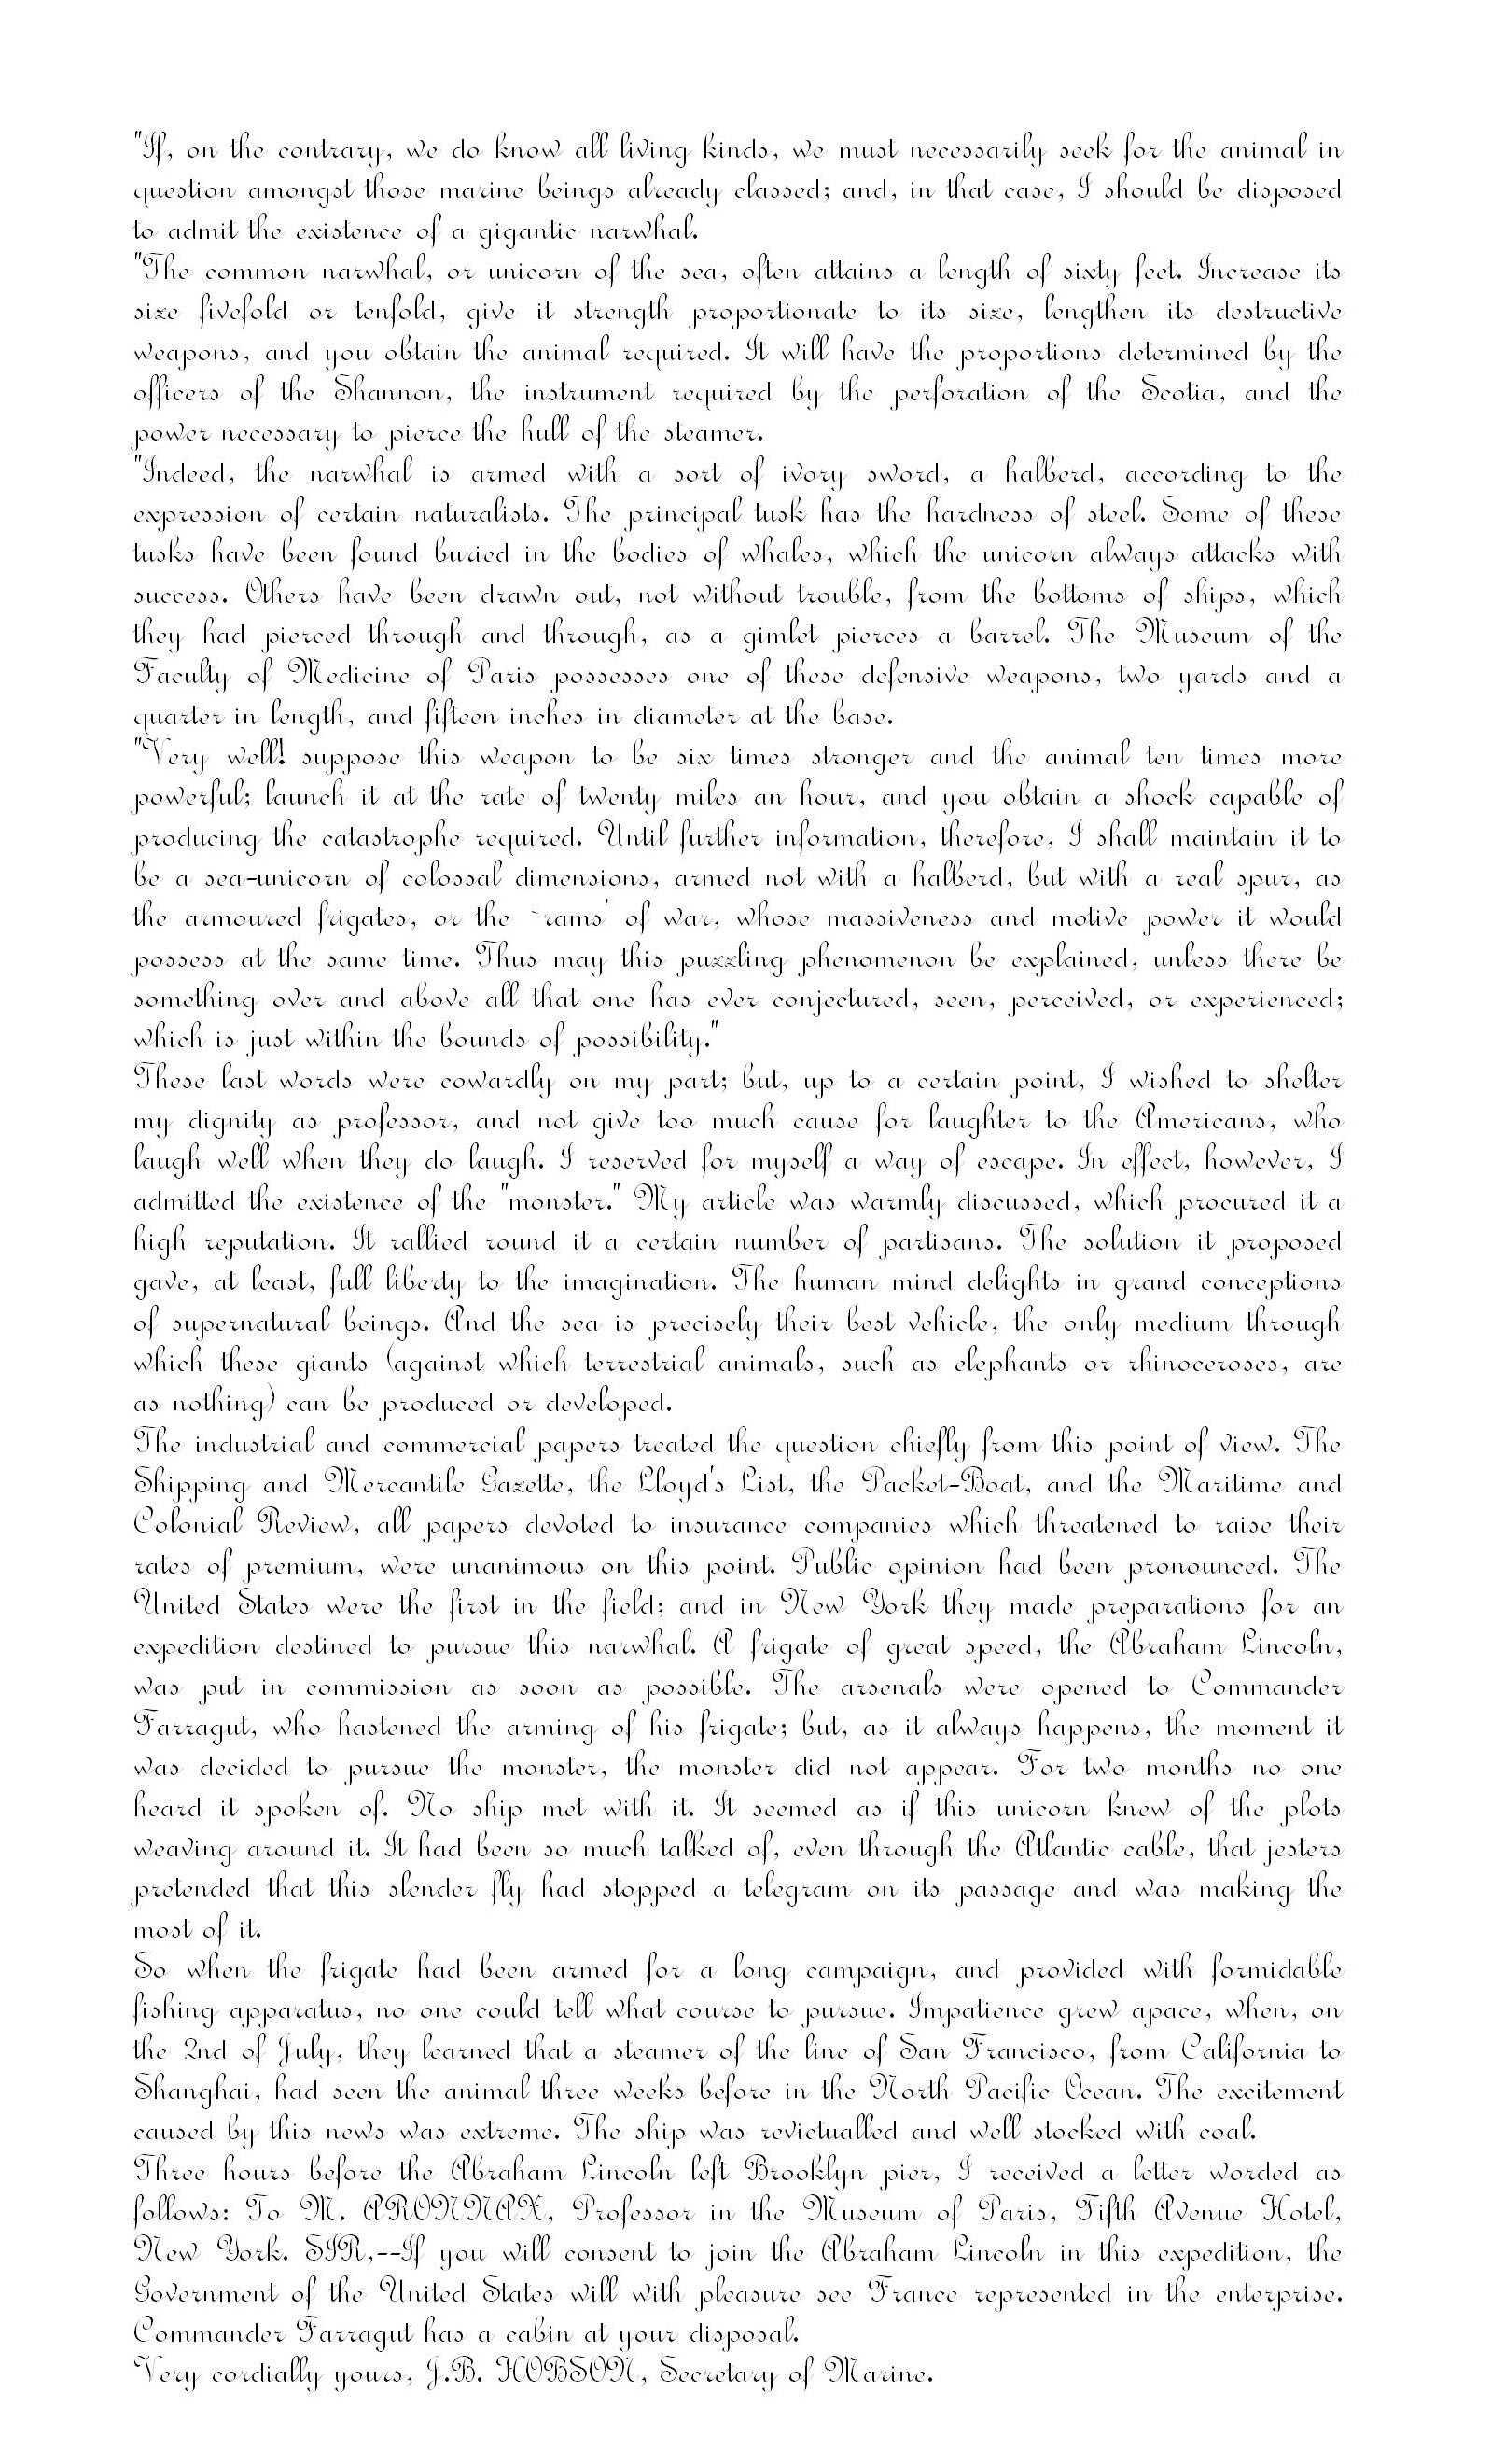 "If, on the contrary, we do know all living kinds, we must necessarily seek for the animal in
question amongst those marine beings already classed; and, in that case, I should be disposed
to admit the existence of a gigantic narwhal.
"The common narwhal, or unicorn of the sea, often attains a length of sixty feet. Increase its
size fivefold or tenfold, give it strength proportionate to its size, lengthen its destructive
weapons, and you obtain the animal required. It will have the proportions determined by the
officers of the Shannon, the instrument required by the perforation of the Scotia, and the
power necessary to pierce the hull of the steamer.
"Indeed, the narwhal is armed with a sort of ivory sword, a halberd, according to the
expression of certain naturalists. The principal tusk has the hardness of steel. Some of these
tusks have been found buried in the bodies of whales, which the unicorn always attacks with
success. Others have been drawn out, not without trouble, from the bottoms of ships, which
they had pierced through and through, as a gimlet pierces a barrel. The Museum of the
Faculty of Medicine of Paris possesses one of these defensive weapons, two yards and a
quarter in length, and fifteen inches in diameter at the base.
"Very well! suppose this weapon to be six times stronger and the animal ten times more
powerful; launch it at the rate of twenty miles an hour, and you obtain a shock capable of
producing the catastrophe required. Until further information, therefore, I shall maintain it to
be a sea-unicorn of colossal dimensions, armed not with a halberd, but with a real spur, as
the armoured frigates, or the `rams' of war, whose massiveness and motive power it would
possess at the same time. Thus may this puzzling phenomenon be explained, unless there be
something over and above all that one has ever conjectured, seen, perceived, or experienced;
which is just within the bounds of possibility."
These last words were cowardly on my part; but, up to a certain point, I wished to shelter
my dignity as professor, and not give too much cause for laughter to the Americans, who
laugh well when they do laugh. I reserved for myself a way of escape. In effect, however, I
admitted the existence of the "monster." My article was warmly discussed, which procured it a
high reputation. It rallied round it a certain number of partisans. The solution it proposed
gave, at least, full liberty to the imagination. The human mind delights in grand conceptions
of supernatural beings. And the sea is precisely their best vehicle, the only medium through
which these giants (against which terrestrial animals, such as elephants or rhinoceroses, are
as nothing) can be produced or developed.
The industrial and commercial papers treated the question chiefly from this point of view. The
Shipping and Mercantile Gazette, the Lloyd's List, the Packet-Boat, and the Maritime and
Colonial Review, all papers devoted to insurance companies which threatened to raise their
rates of premium, were unanimous on this point. Public opinion had been pronounced. The
United States were the first in the field; and in New York they made preparations for an
expedition destined to pursue this narwhal. A frigate of great speed, the Abraham Lincoln,
was put in commission as soon as possible. The arsenals were opened to Commander
Farragut, who hastened the arming of his frigate; but, as it always happens, the moment it
was decided to pursue the monster, the monster did not appear. For two months no one
heard it spoken of. No ship met with it. It seemed as if this unicorn knew of the plots
weaving around it. It had been so much talked of, even through the Atlantic cable, that jesters
pretended that this slender fly had stopped a telegram on its passage and was making the
most of it.
So when the frigate had been armed for a long campaign, and provided with formidable
fishing apparatus, no one could tell what course to pursue. Impatience grew apace, when, on
the 2nd of July, they learned that a steamer of the line of San Francisco, from California to
Shanghai, had seen the animal three weeks before in the North Pacific Ocean. The excitement
caused by this news was extreme. The ship was revictualled and well stocked with coal.
Three hours before the Abraham Lincoln left Brooklyn pier, I received a letter worded as
follows: To M. ARONNAX, Professor in the Museum of Paris, Fifth Avenue Hotel,
New York. SIR,--If you will consent to join the Abraham Lincoln in this expedition, the
Government of the United States will with pleasure see France represented in the enterprise.
Commander Farragut has a cabin at your disposal.
Very cordially yours, J.B. HOBSON, Secretary of Marine.